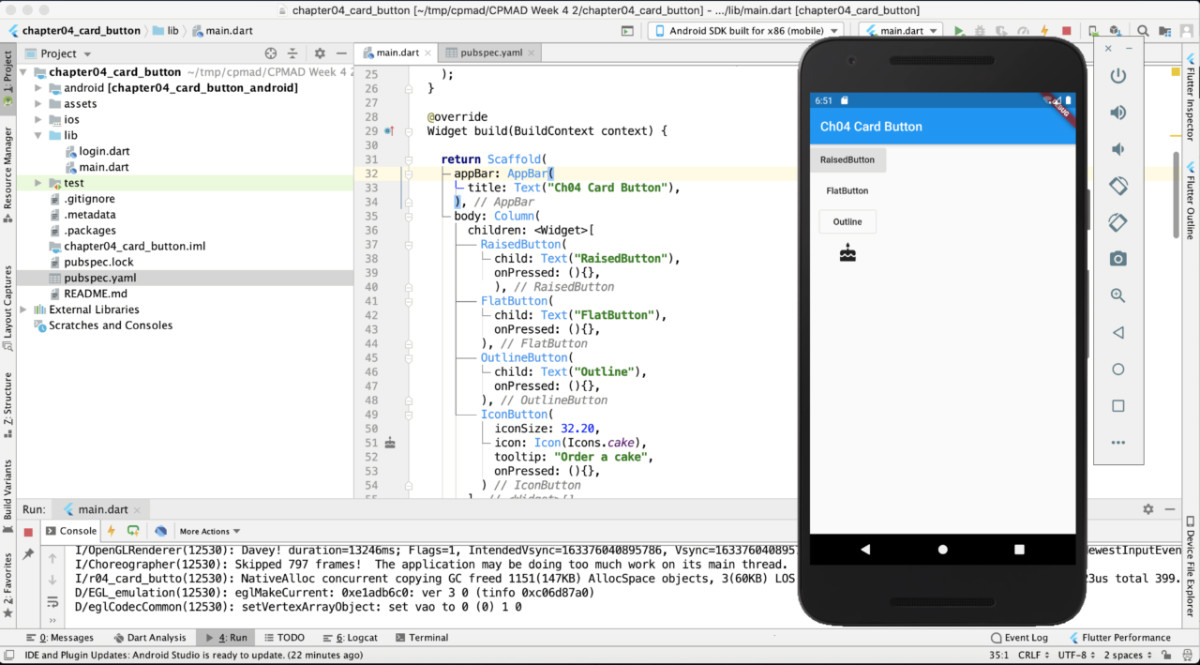 chapter04_card_button [~/tmp/cpmad/CPMAD Week 4 2/chapter04_card_button] - .../lib/main.dart [chapter04_card_button]
chapter04_card_button lib main.dart
Android SDK built for x86 (mobile)
main.dart
Project
main.dart
pubspec.yaml
1: Project
Resource Manager
Layout Captures
Z: Structure
Build Variants
2: Favorites
chapter04_card_button ~/tmp/cpmad/CPMAD Week 4 2
android [chapter04_card_button_android]
assets
ios
lib
login.dart
main.dart
test
.gitignore
.metadata
.packages
chapter04_card_button.iml
pubspec.lock
pubspec.yaml
README.md
External Libraries
Scratches and Consoles
25 );
26 }
27
28 @override
29 Widget build(BuildContext context) {
30
31 return Scaffold(
32 appBar: AppBar(
33 title: Text("Ch04 Card Button"),
34 ), // AppBar
35 body: Column(
36 children: <Widget>[
37 RaisedButton(
38 child: Text("RaisedButton"),
39 onPressed: (){},
40 ), // RaisedButton
41 FlatButton(
42 child: Text("FlatButton"),
43 onPressed: (){},
44 ), // FlatButton
45 OutlineButton(
46 child: Text("Outline"),
47 onPressed: (){},
48 ), // OutlineButton
49 IconButton(
50 iconSize: 32.20,
51 icon: Icon(Icons.cake),
52 tooltip: "Order a cake",
53 onPressed: (){},
54 ) // IconButton
55 ], // <Widget>[]
6:51
Ch04 Card Button
RaisedButton
FlatButton
Outline
Flutter Inspector
Flutter Outline
Device File Explorer
Run: main.dart
Console
More Actions
I/OpenGLRenderer(12530): Davey! duration=13246ms; Flags=1, IntendedVsync=163376040895786, Vsync=163376040895786
ewestInputEven
I/Choreographer(12530): Skipped 797 frames! The application may be doing too much work on its main thread.
I/r04_card_butto(12530): NativeAlloc concurrent copying GC freed 1151(147KB) AllocSpace objects, 3(60KB) LOS
23us total 399.
D/EGL_emulation(12530): eglMakeCurrent: 0xe1adb6c0: ver 3 0 (tinfo 0xc06d87a0)
D/eglCodecCommon(12530): setVertexArrayObject: set vao to 0 (0) 1 0
0: Messages
Dart Analysis
4: Run
TODO
6: Logcat
Terminal
Event Log
Flutter Performance
IDE and Plugin Updates: Android Studio is ready to update. (22 minutes ago)
35:1 CRLF UTF-8 2 spaces